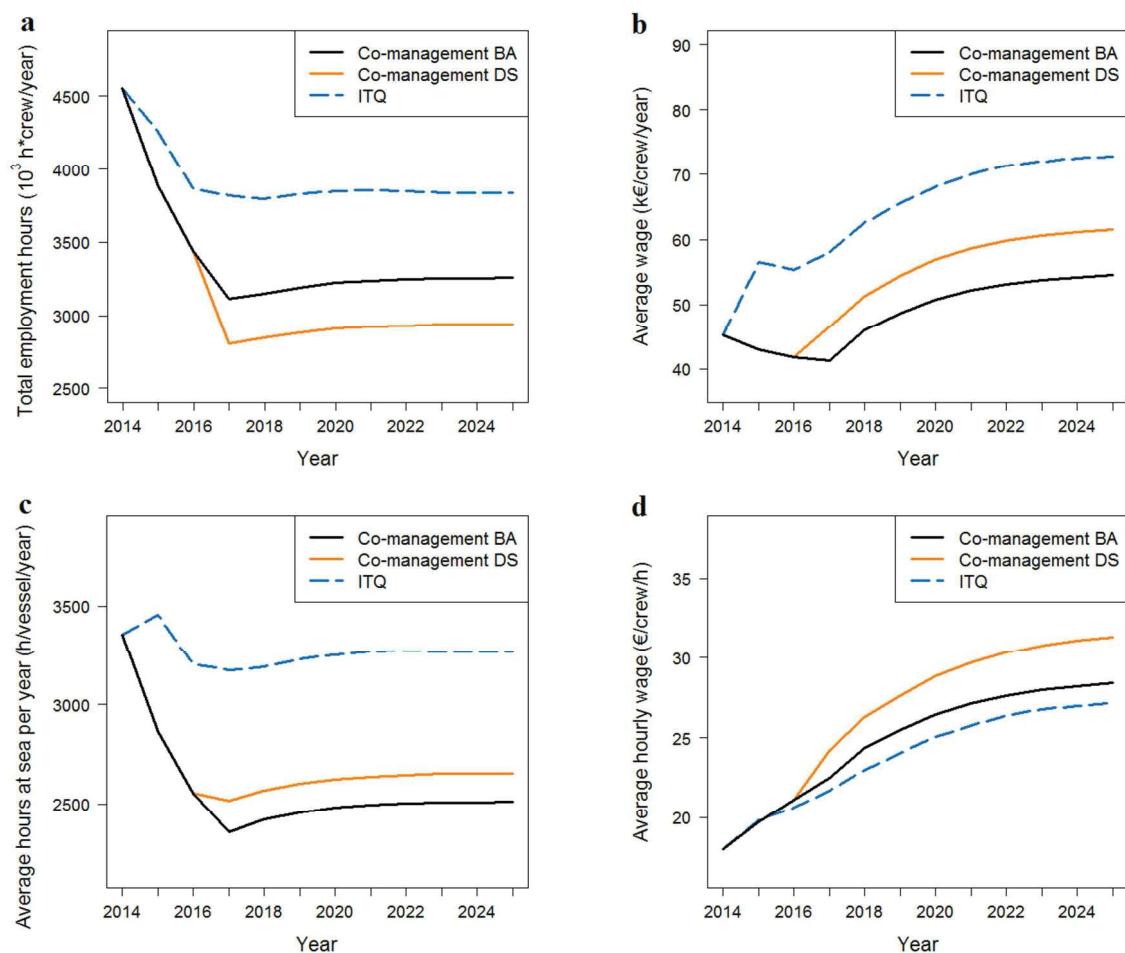 a
Total employment hours (10³ h*crew/year)
4500
4000
3500
3000
2500
Co-management BA
Co-management DS
ITQ
2014 2016 2018 2020 2022 2024
Year
b
Average wage (k€/crew/year)
90
80
70
60
50
40
Co-management BA
Co-management DS
ITQ
2014 2016 2018 2020 2022 2024
Year
c
Average hours at sea per year (h/vessel/year)
3500
3000
2500
Co-management BA
Co-management DS
ITQ
2014 2016 2018 2020 2022 2024
Year
d
Average hourly wage (€/crew/h)
35
30
25
20
Co-management BA
Co-management DS
ITQ
2014 2016 2018 2020 2022 2024
Year